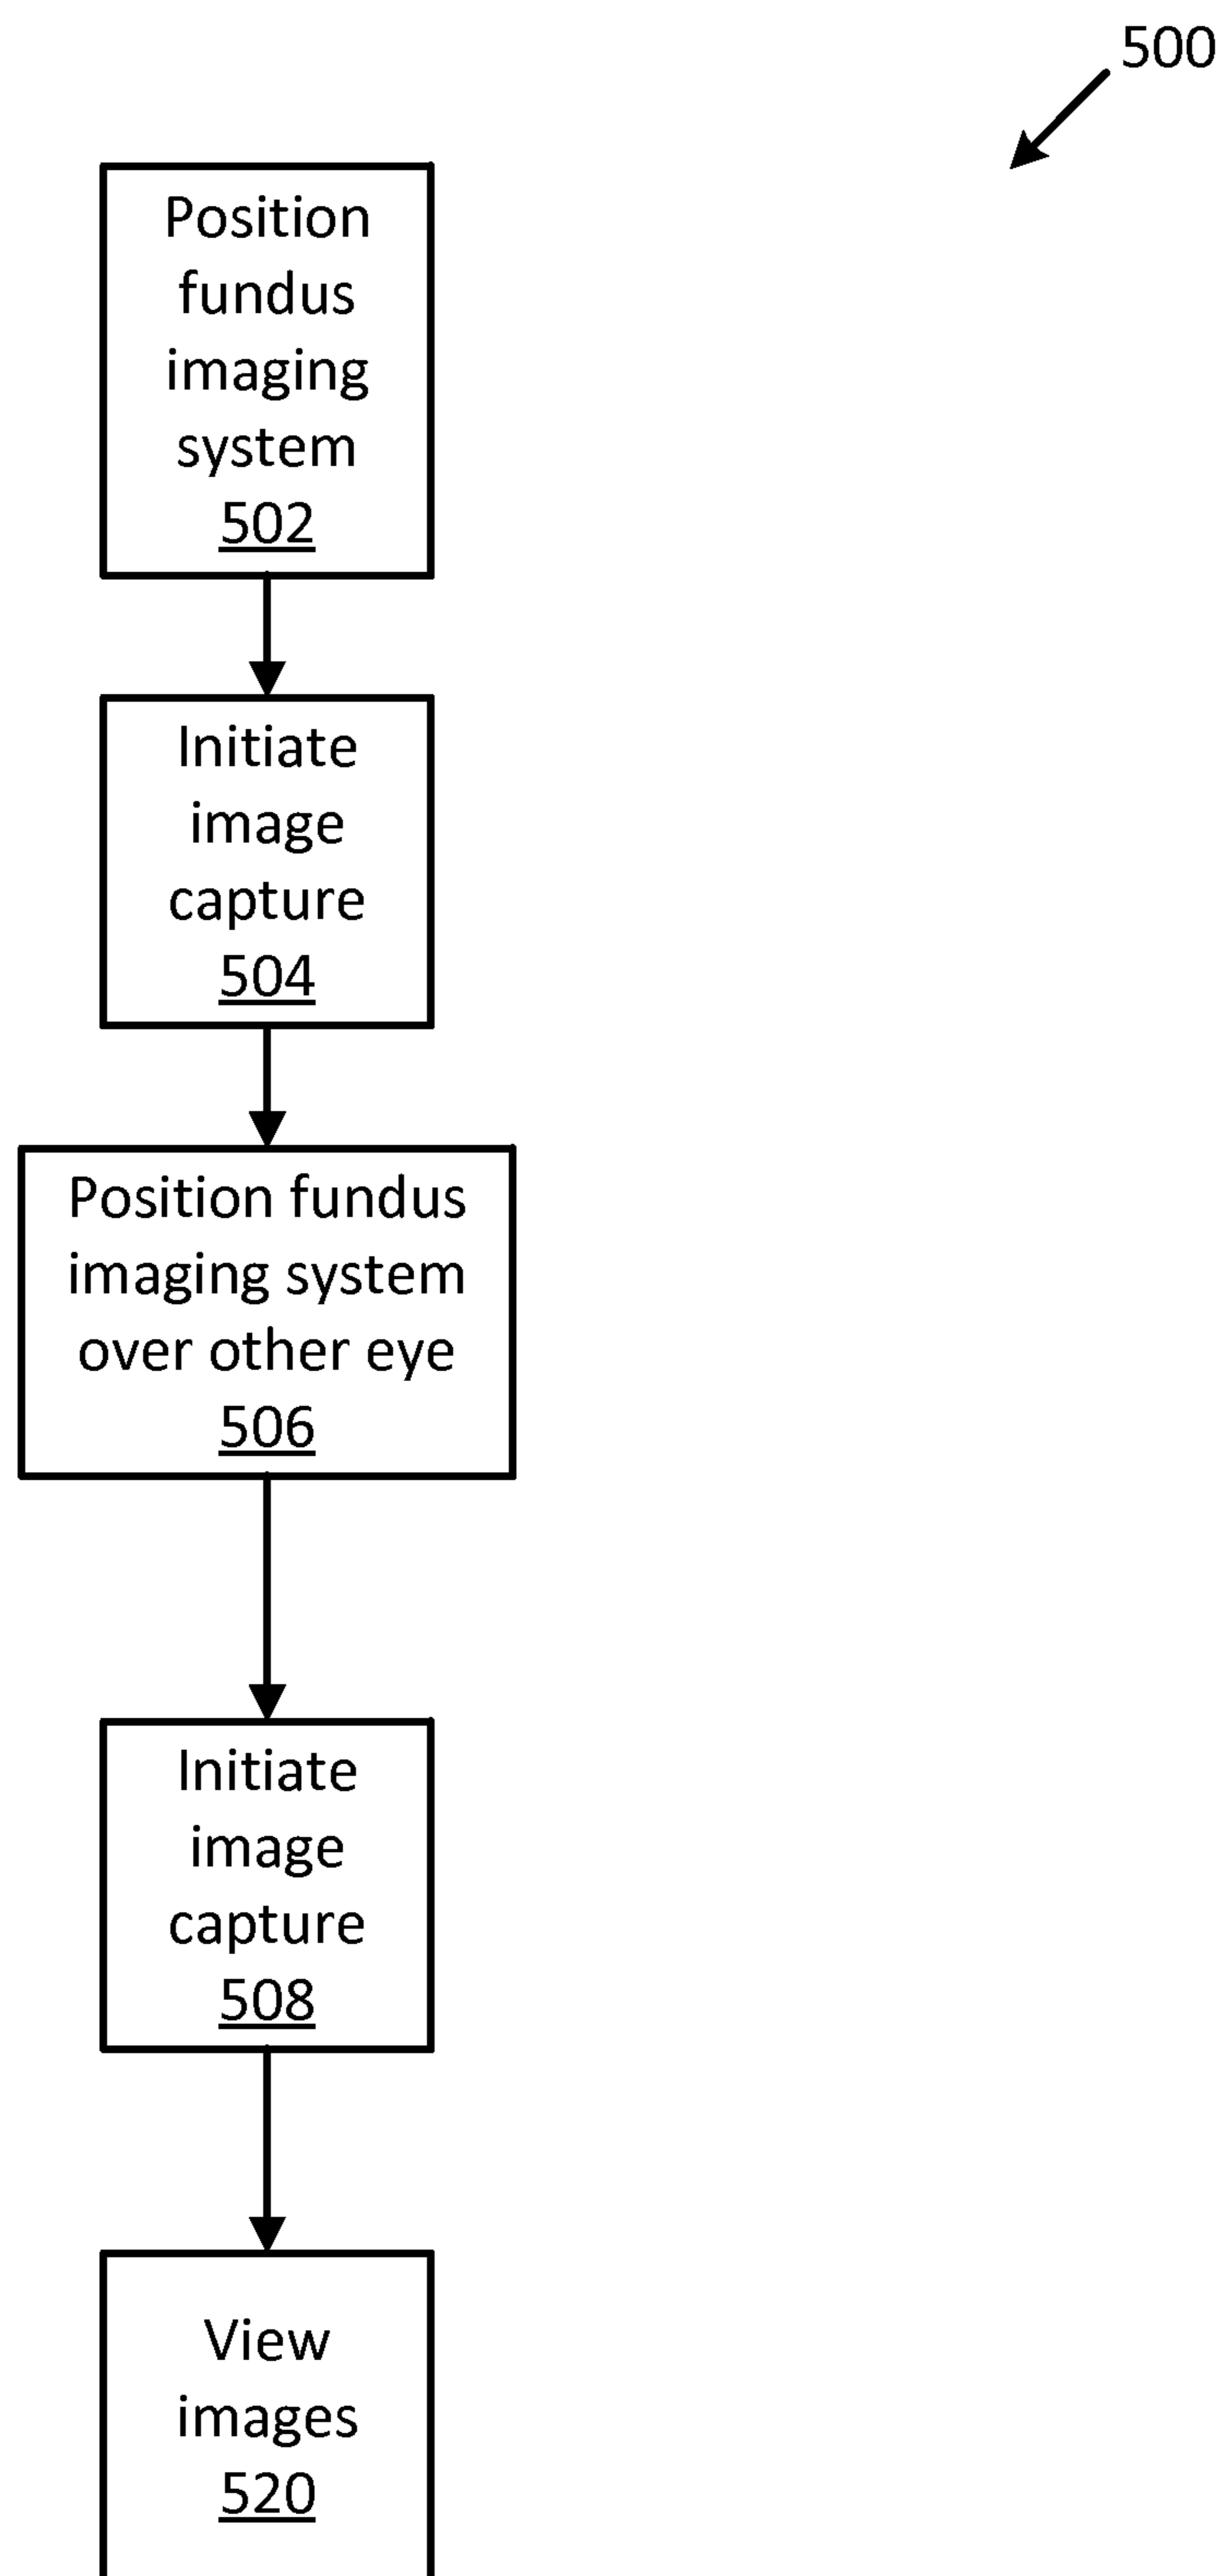 500
Position
fundus
imaging
system
502
Initiate
image
capture
504
Position fundus
imaging system
over other eye
506
Initiate
image
capture
508
View
images
520